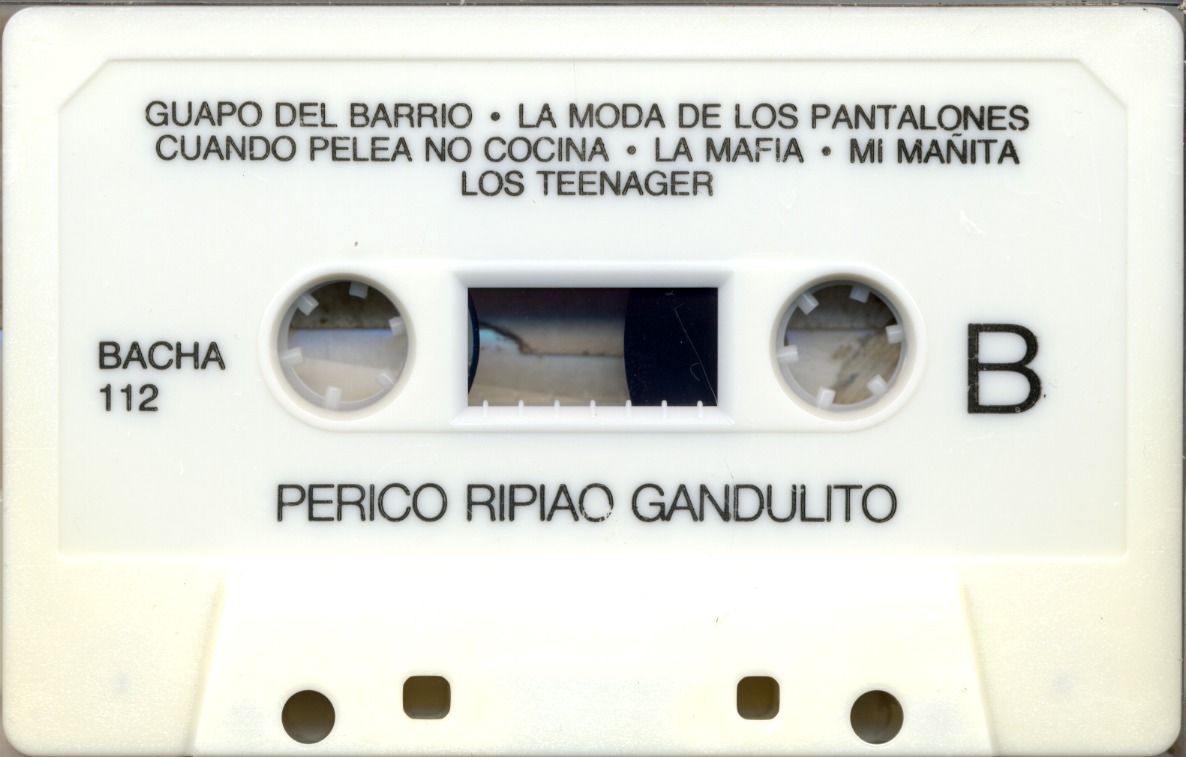 GUAPO DEL BARRIO • LA MODA DE LOS PANTALONES
CUANDO PELEA NO COCINA • LA MAFIA • MI MAÑITA
LOS TEENAGER
BACHA
112
B
PERICO RIPIAO GANDULITO